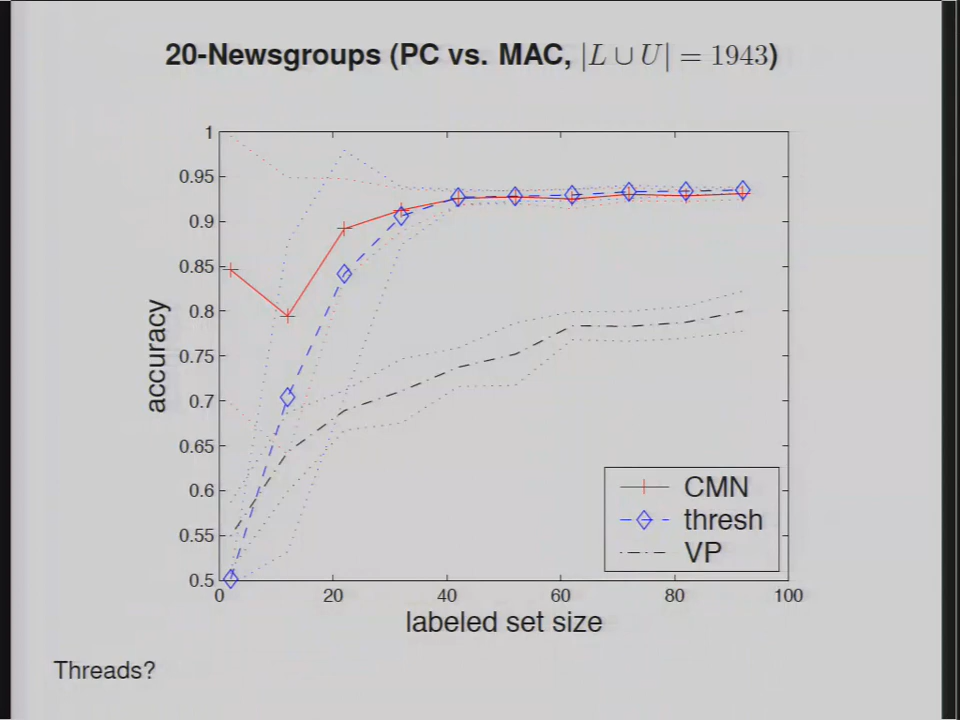 20-Newsgroups (PC vs. MAC, |L ∪ U| = 1943)
1
0.95
0.9
0.85
0.8
0.75
0.7
0.65
0.6
0.55
0.5
accuracy
CMN
thresh
VP
0 20 40 60 80 100
labeled set size
Threads?